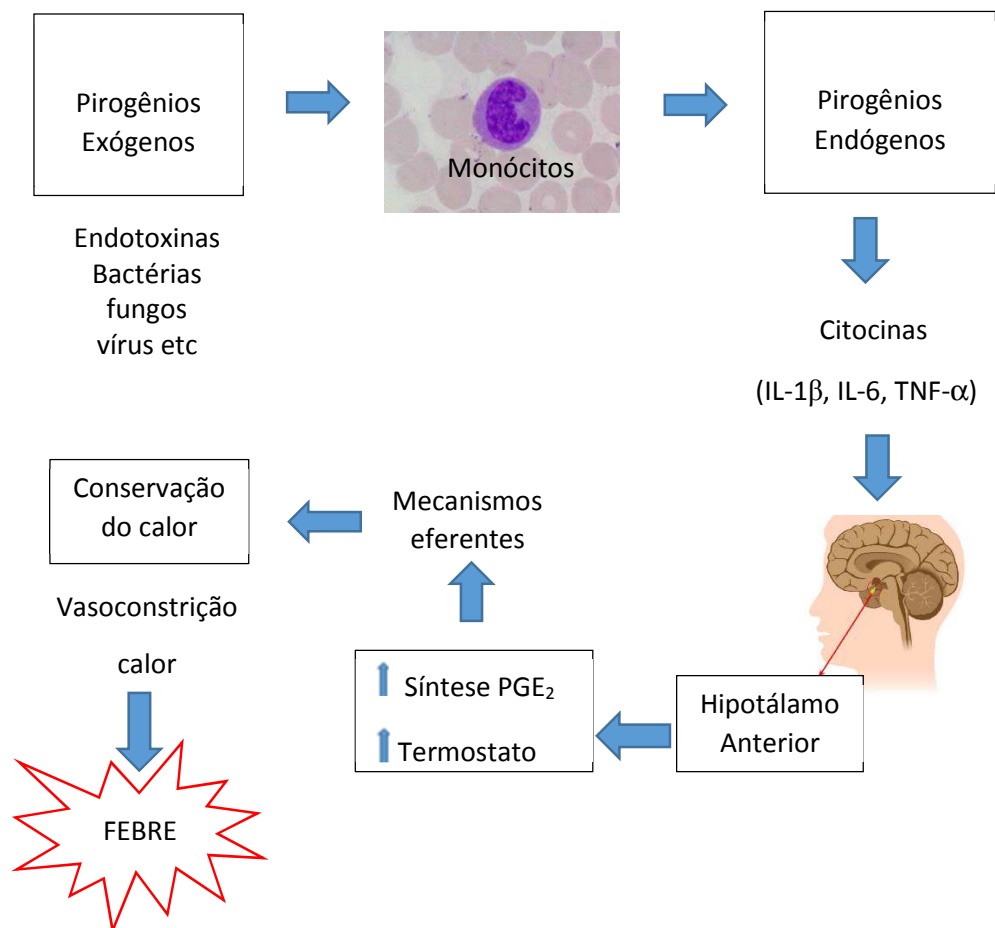 Pirogênios
Exógenos
Monócitos
Pirogênios
Endógenos
Endotoxinas
Bactérias
fungos
vírus etc
Citocinas
(IL-1β, IL-6, TNF-α)
Hipotálamo
Anterior
Síntese PGE₂
Termostato
Mecanismos
eferentes
Conservação
do calor
Vasoconstrição
calor
FEBRE